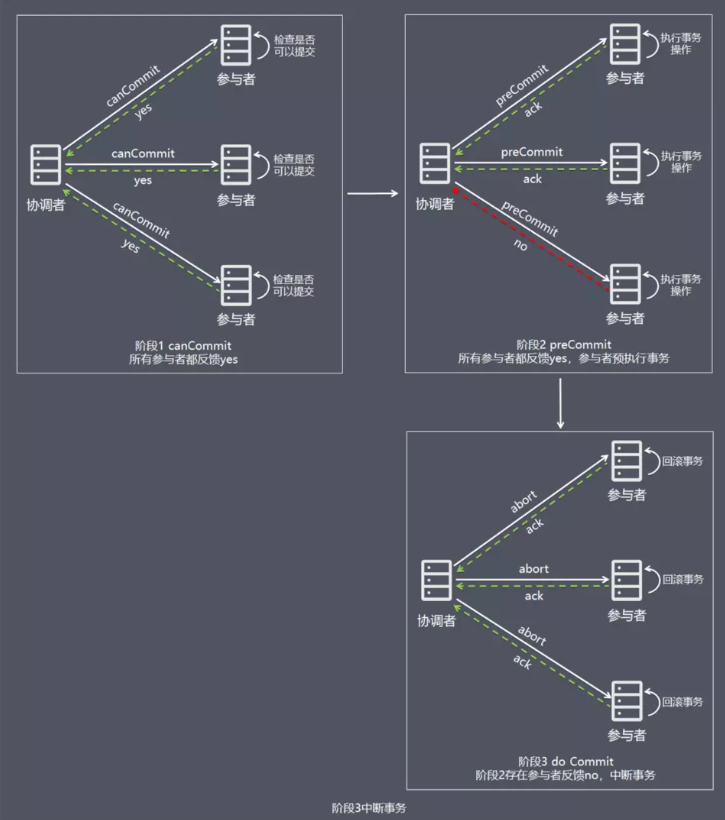 canCommit
yes
检查是否
可以提交
参与者
协调者
canCommit
yes
检查是否
可以提交
参与者
canCommit
yes
检查是否
可以提交
参与者
阶段1 canCommit
所有参与者都反馈yes
preCommit
ack
执行事务
操作
参与者
协调者
preCommit
ack
执行事务
操作
参与者
preCommit
no
执行事务
操作
参与者
阶段2 preCommit
所有参与者都反馈yes，参与者预执行事务
abort
ack
回滚事务
参与者
协调者
abort
ack
回滚事务
参与者
abort
ack
回滚事务
参与者
阶段3 do Commit
阶段2存在参与者反馈no，中断事务
阶段3中断事务